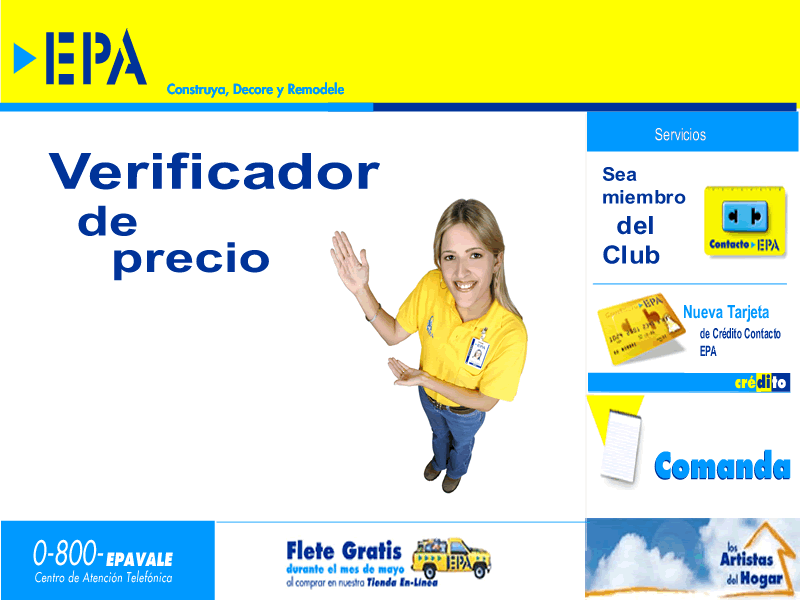 EPA
Construya, Decore y Remodele
Verificador
de
precio
Servicios
Sea
miembro
del
Club
Contacto EPA
EPA
Nueva Tarjeta
de Crédito Contacto
EPA
crédito
Comanda
0-800-EPAVALE
Centro de Atención Telefónica
Flete Gratis
durante el mes de mayo
al comprar en nuestra Tienda En-Línea
EPA
los
Artistas
del Hogar